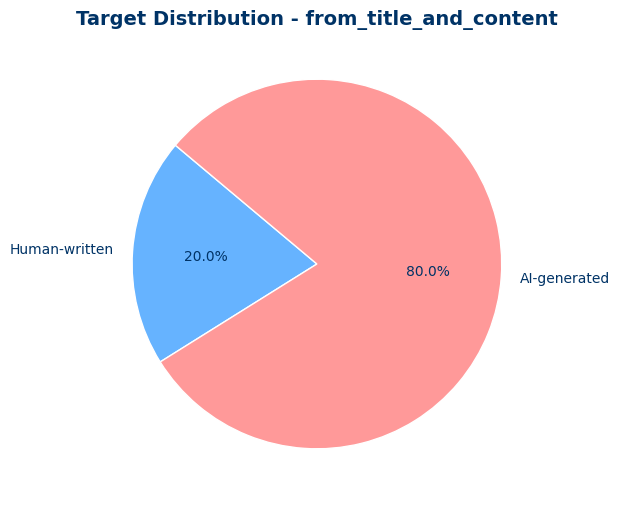 Target Distribution - from_title_and_content
Human-written
20.0%
80.0%
AI-generated